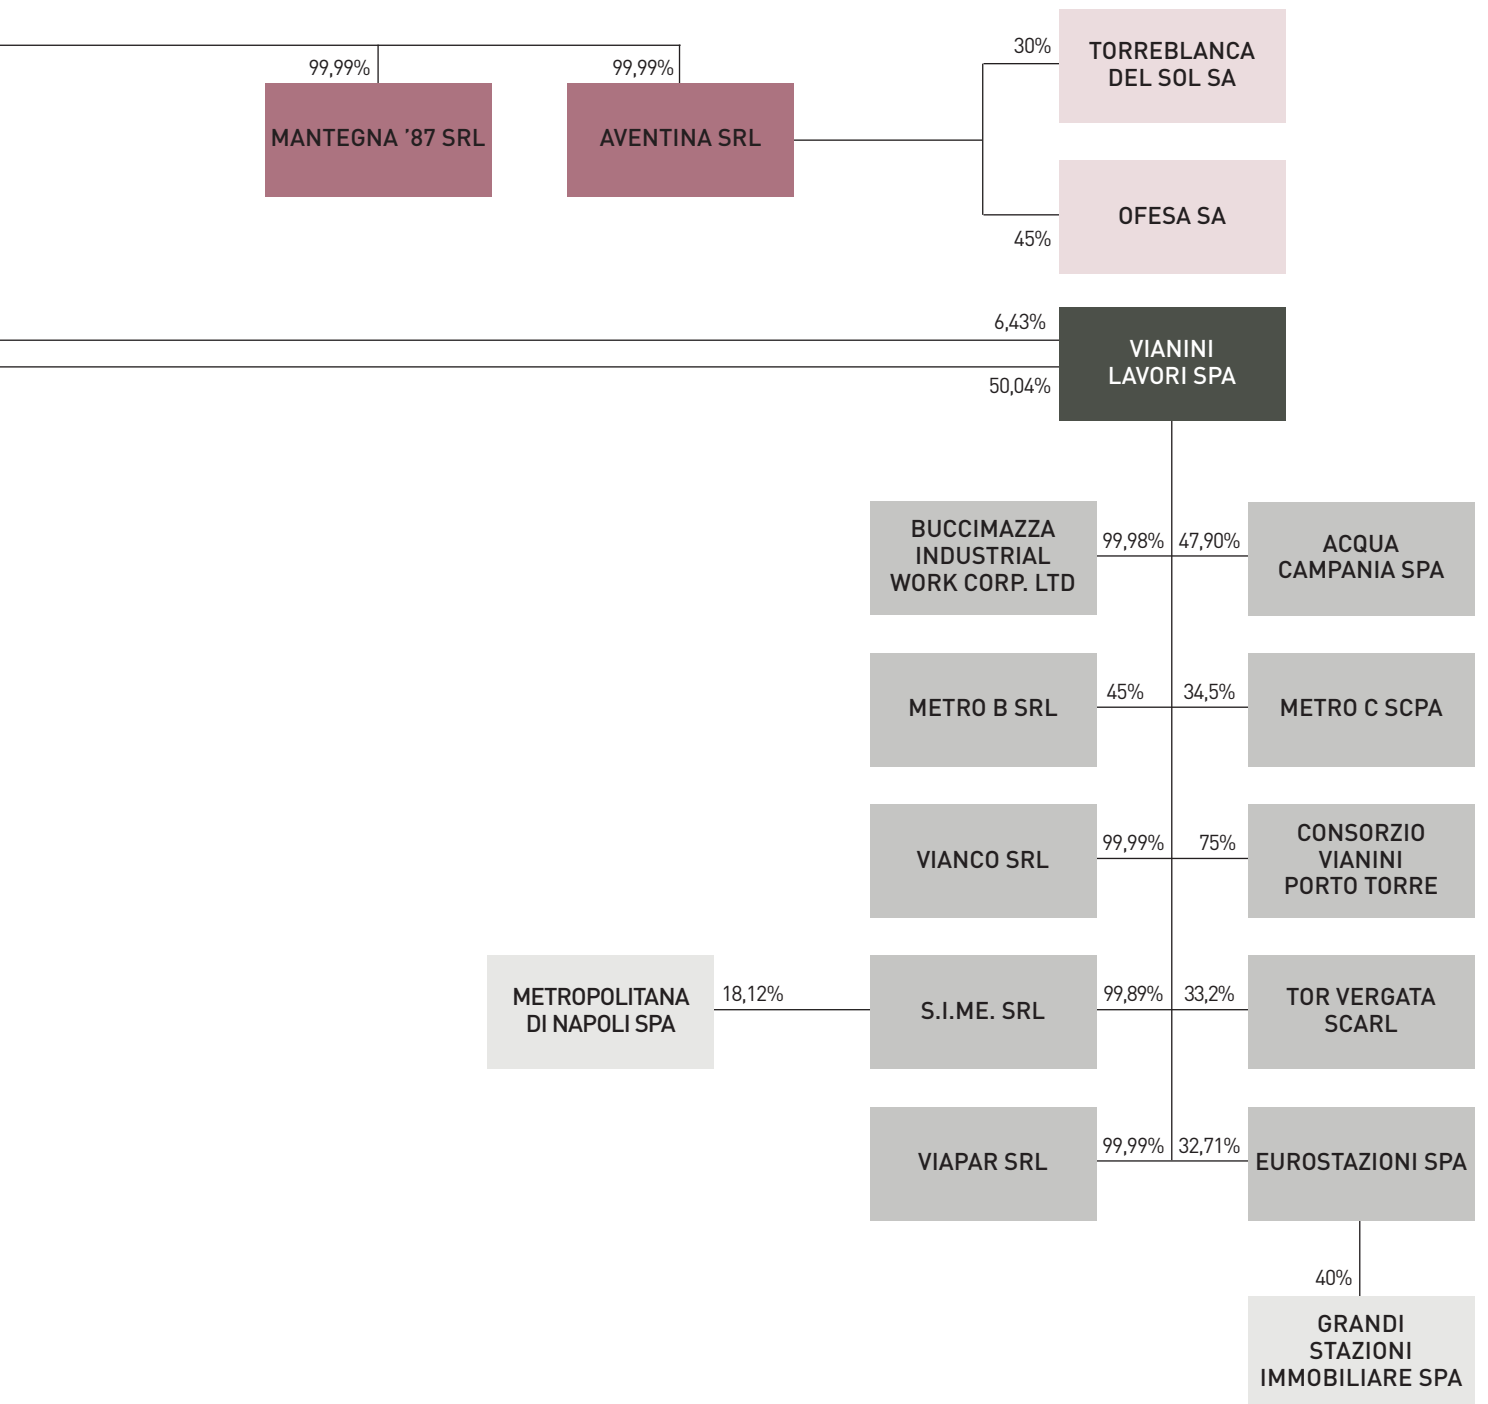 30%
TORREBLANCA
DEL SOL SA
99,99%
99,99%
MANTEGNA ’87 SRL
AVENTINA SRL
OFESA SA
45%
6,43%
VIANINI
LAVORI SPA
50,04%
BUCCIMAZZA
INDUSTRIAL
WORK CORP. LTD
99,98%
47,90%
ACQUA
CAMPANIA SPA
METRO B SRL
45%
34,5%
METRO C SCPA
VIANCO SRL
99,99%
75%
CONSORZIO
VIANINI
PORTO TORRE
METROPOLITANA
DI NAPOLI SPA
18,12%
S.I.ME. SRL
99,89%
33,2%
TOR VERGATA
SCARL
VIAPAR SRL
99,99%
32,71%
EUROSTAZIONI SPA
40%
GRANDI
STAZIONI
IMMOBILIARE SPA